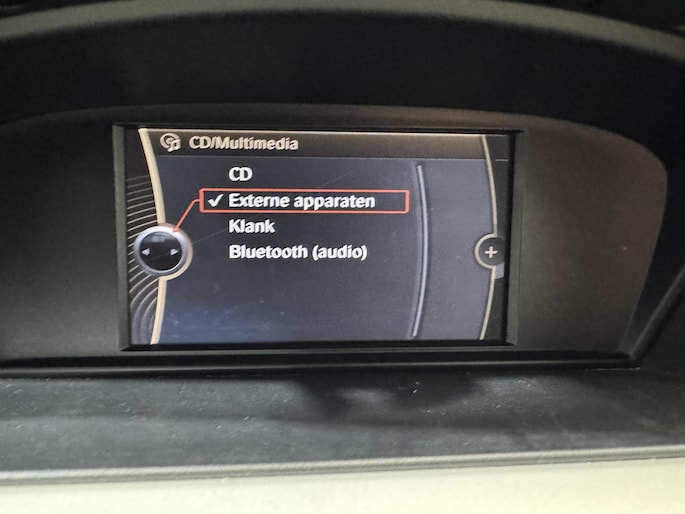 CD/Multimedia
CD
✓ Externe apparaten
Klank
Bluetooth (audio)
+